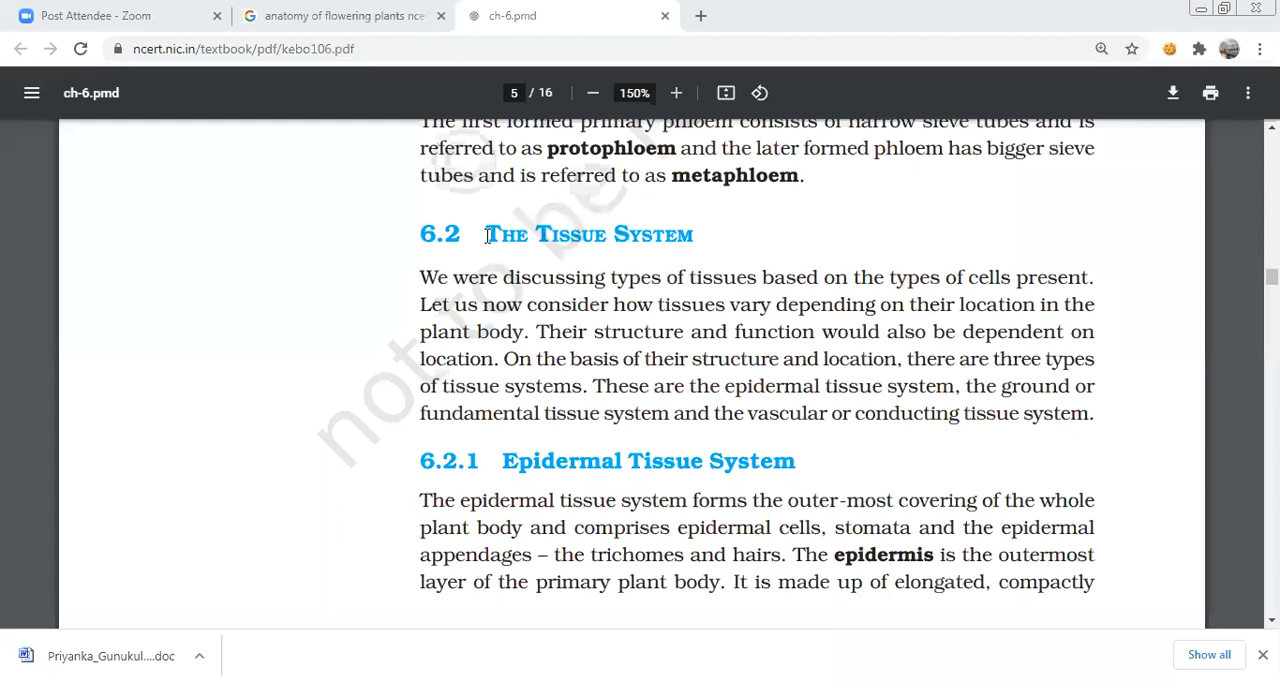 Post Attendee - Zoom
anatomy of flowering plants nce
ch-6.pmd
ncert.nic.in/textbook/pdf/kebo106.pdf
ch-6.pmd
5 / 16
150%
The first formed primary phloem consists of narrow sieve tubes and is
referred to as protophloem and the later formed phloem has bigger sieve
tubes and is referred to as metaphloem.
6.2 THE TISSUE SYSTEM
We were discussing types of tissues based on the types of cells present.
Let us now consider how tissues vary depending on their location in the
plant body. Their structure and function would also be dependent on
location. On the basis of their structure and location, there are three types
of tissue systems. These are the epidermal tissue system, the ground or
fundamental tissue system and the vascular or conducting tissue system.
6.2.1 Epidermal Tissue System
The epidermal tissue system forms the outer-most covering of the whole
plant body and comprises epidermal cells, stomata and the epidermal
appendages – the trichomes and hairs. The epidermis is the outermost
layer of the primary plant body. It is made up of elongated, compactly
not to be
Priyanka_Gunukul....doc
Show all